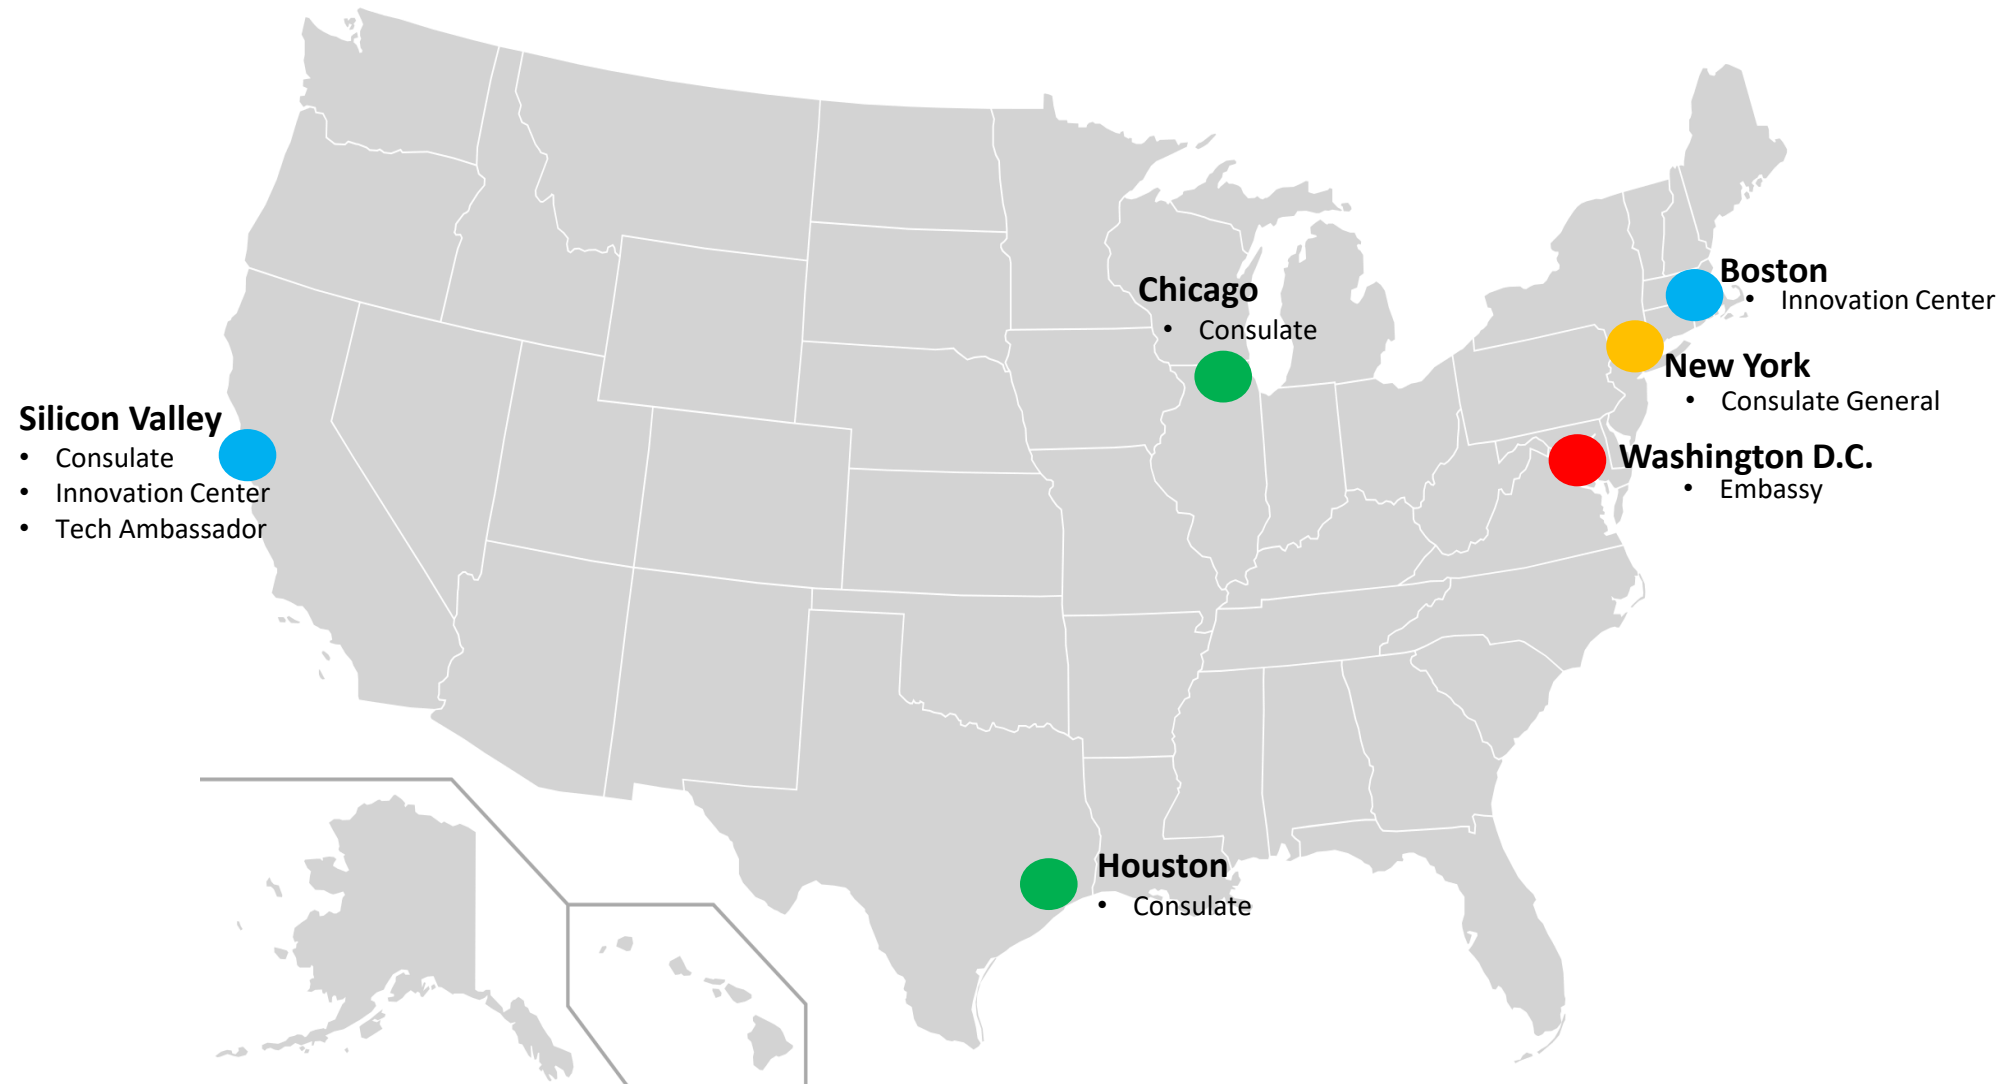 Silicon Valley
• Consulate
• Innovation Center
• Tech Ambassador
Chicago
• Consulate
Boston
• Innovation Center
New York
• Consulate General
Washington D.C.
• Embassy
Houston
• Consulate